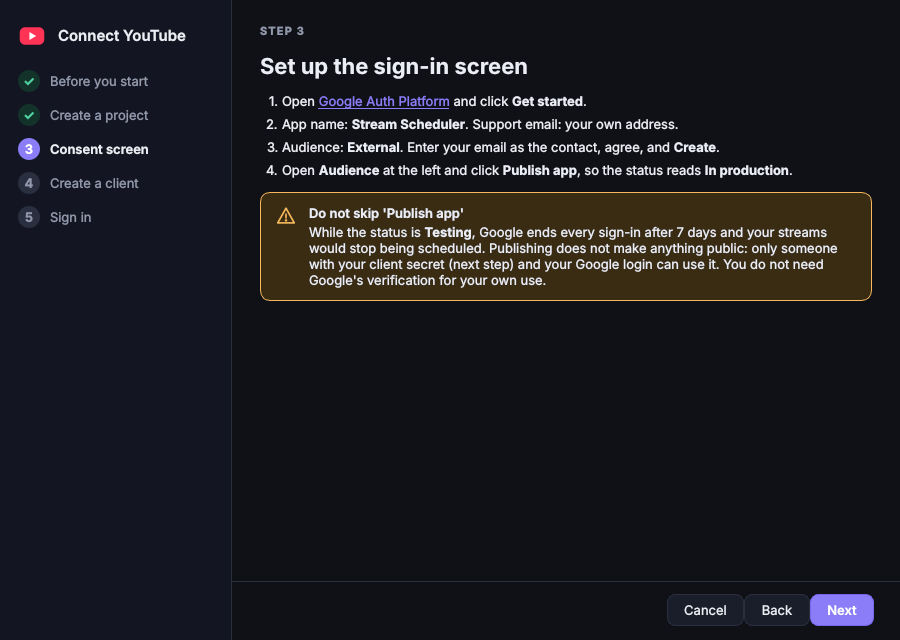 Connect YouTube
Before you start
Create a project
3 Consent screen
4 Create a client
5 Sign in
STEP 3
Set up the sign-in screen
1. Open Google Auth Platform and click Get started.
2. App name: Stream Scheduler. Support email: your own address.
3. Audience: External. Enter your email as the contact, agree, and Create.
4. Open Audience at the left and click Publish app, so the status reads In production.
Do not skip 'Publish app'
While the status is Testing, Google ends every sign-in after 7 days and your streams
would stop being scheduled. Publishing does not make anything public: only someone
with your client secret (next step) and your Google login can use it. You do not need
Google's verification for your own use.
Cancel Back Next